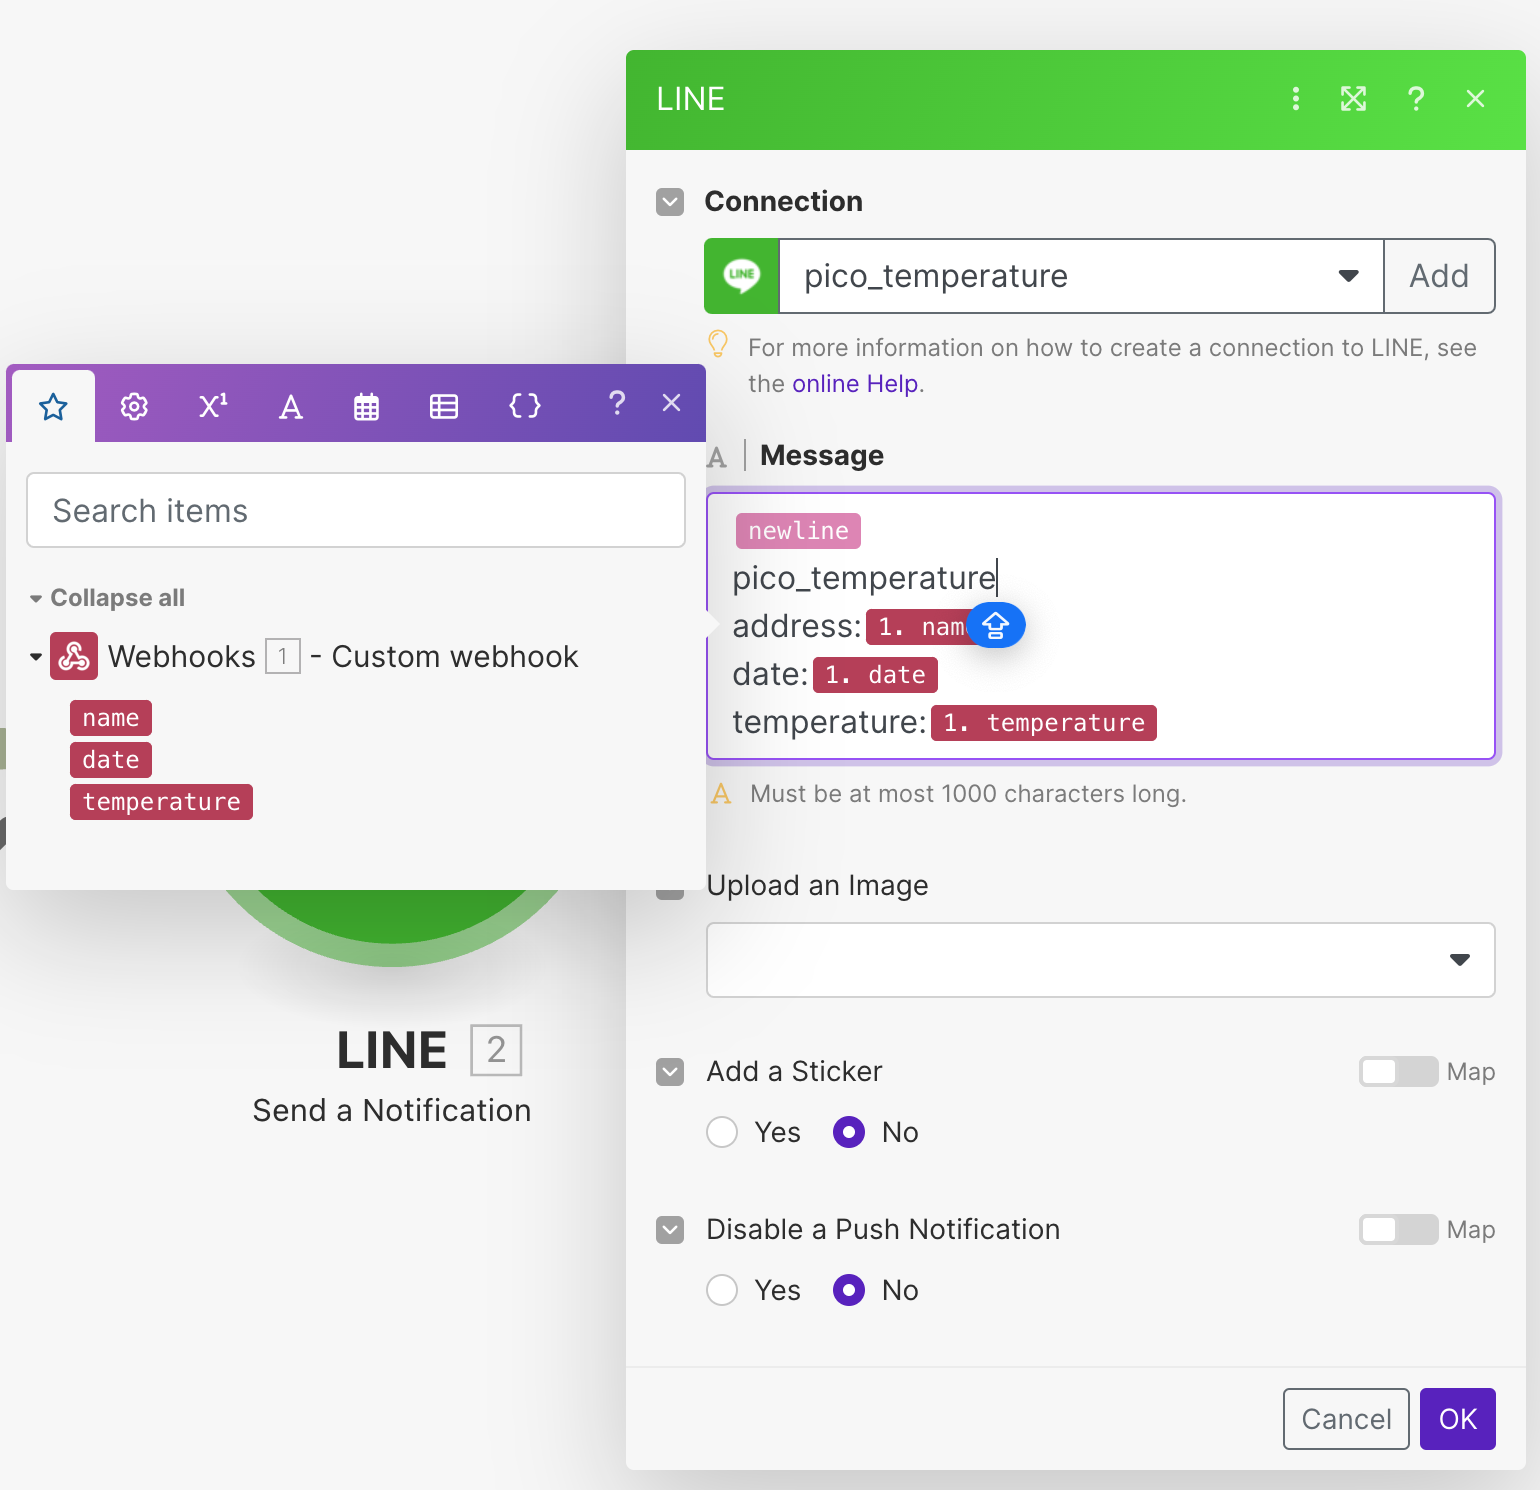 LINE
Connection
LINE
pico_temperature
Add
For more information on how to create a connection to LINE, see
the online Help.
Search items
Collapse all
Webhooks 1 - Custom webhook
name
date
temperature
A Message
newline
pico_temperature
address: 1.
date: 1. date
temperature: 1. temperature
Must be at most 1000 characters long.
Upload an Image
Add a Sticker
Map
Yes No
Disable a Push Notification
Map
Yes No
Cancel OK
LINE 2
Send a Notification